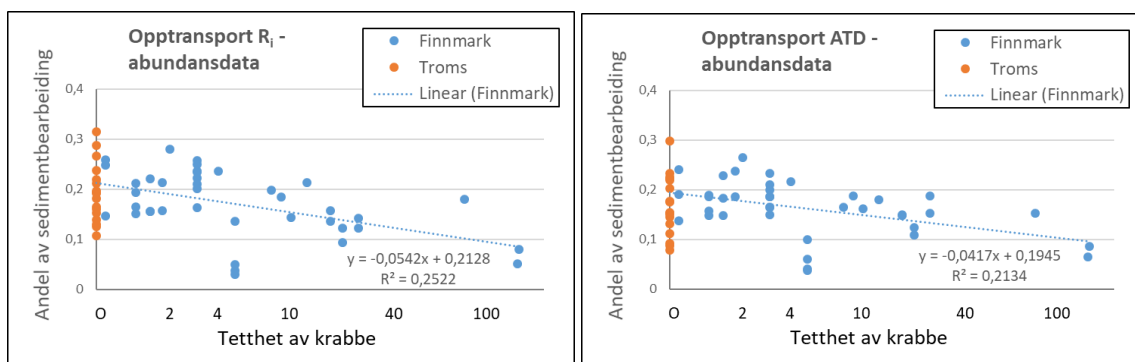 Opptransport Rᵢ -
abundansdata
Finnmark
Troms
Linear (Finnmark)
Andel av sedimentbearbeiding
0,4
0,3
0,2
0,1
0
y = -0,0542x + 0,2128
R² = 0,2522
O 2 4 10 40 100
Tetthet av krabbe
Opptransport ATD -
abundansdata
Finnmark
Troms
Linear (Finnmark)
Andel av sedimentbearbeiding
0,4
0,3
0,2
0,1
0
y = -0,0417x + 0,1945
R² = 0,2134
O 2 4 10 40 100
Tetthet av krabbe